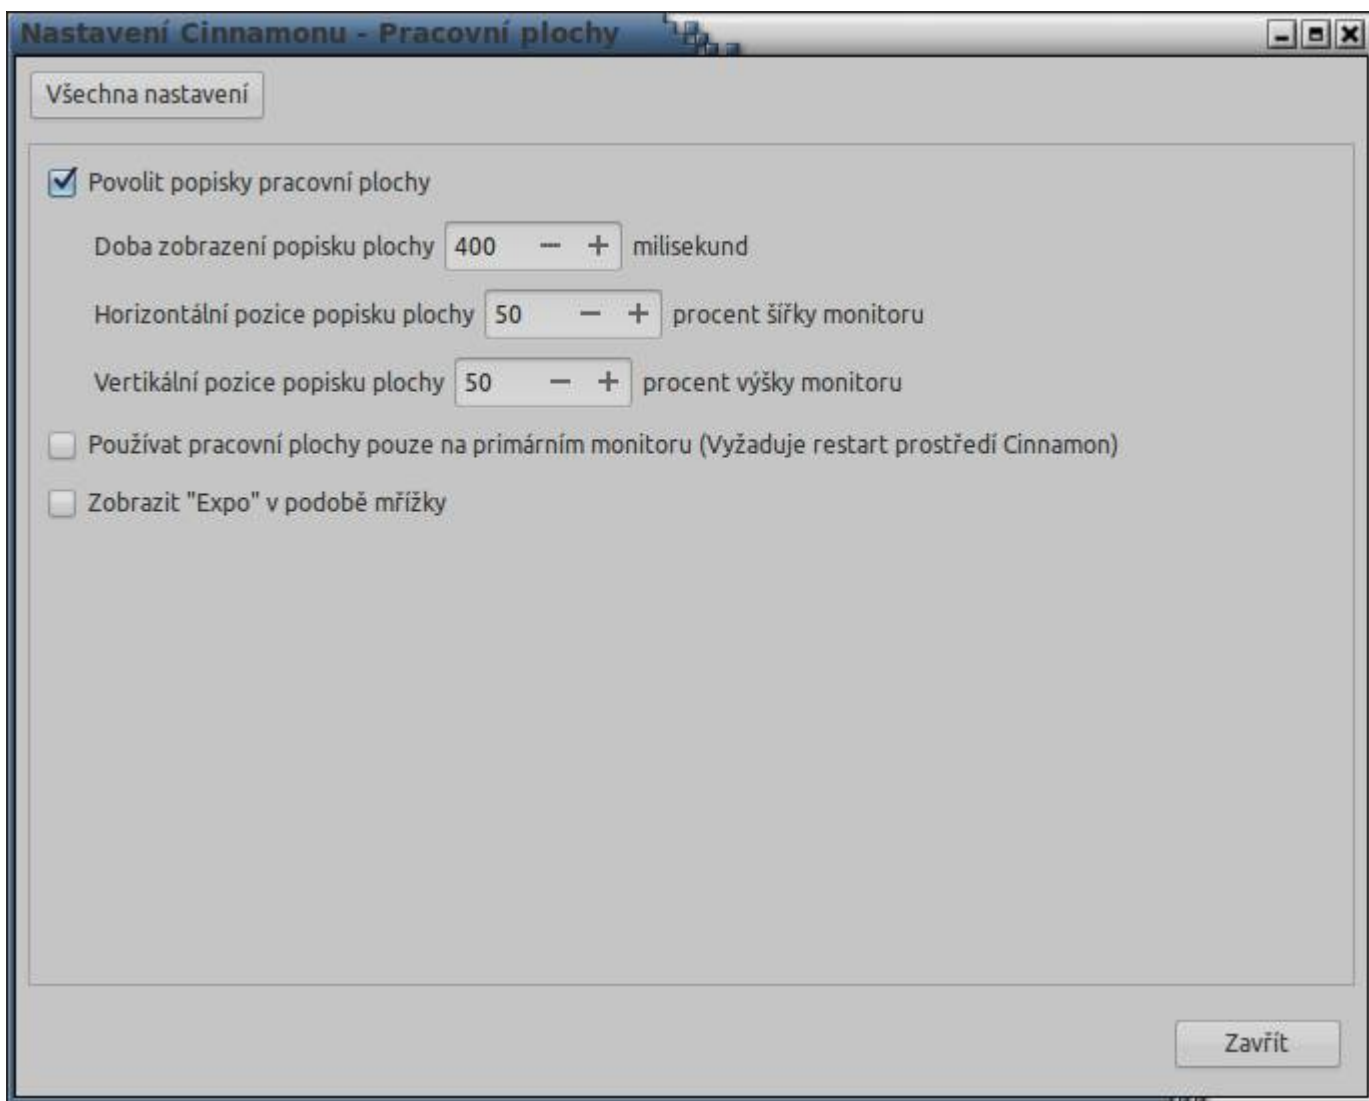 Nastavení Cinnamonu - Pracovní plochy
Všechna nastavení
Povolit popisky pracovní plochy
Doba zobrazení popisku plochy 400 − + milisekund
Horizontální pozice popisku plochy 50 − + procent šířky monitoru
Vertikální pozice popisku plochy 50 − + procent výšky monitoru
Používat pracovní plochy pouze na primárním monitoru (Vyžaduje restart prostředí Cinnamon)
Zobrazit "Expo" v podobě mřížky
Zavřít